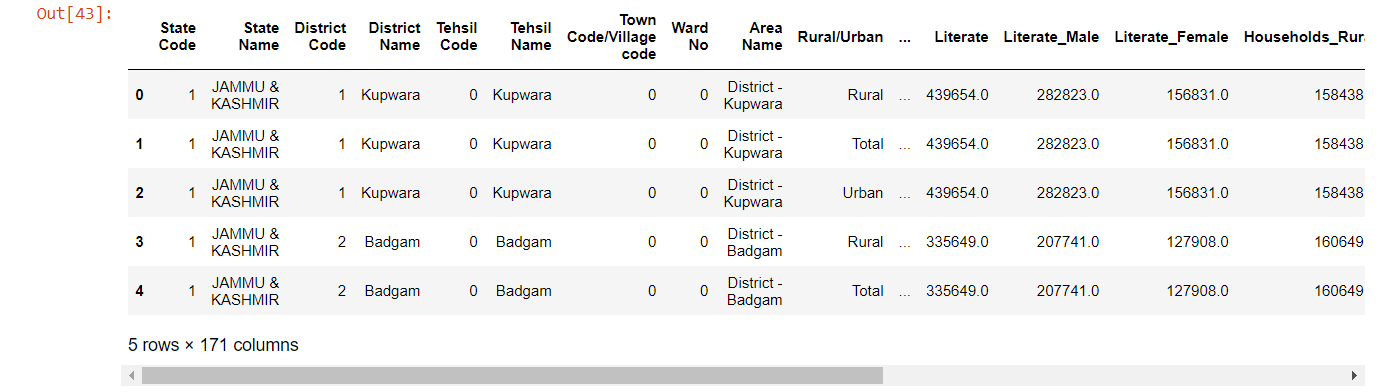 Out[43]:
State Code State Name District Code District Name Tehsil Code Tehsil Name Town Code/Village code Ward No Area Name Rural/Urban ... Literate Literate_Male Literate_Female Households_Rura
0 1 JAMMU & KASHMIR 1 Kupwara 0 Kupwara 0 0 District - Kupwara Rural ... 439654.0 282823.0 156831.0 158438
1 1 JAMMU & KASHMIR 1 Kupwara 0 Kupwara 0 0 District - Kupwara Total ... 439654.0 282823.0 156831.0 158438
2 1 JAMMU & KASHMIR 1 Kupwara 0 Kupwara 0 0 District - Kupwara Urban ... 439654.0 282823.0 156831.0 158438
3 1 JAMMU & KASHMIR 2 Badgam 0 Badgam 0 0 District - Badgam Rural ... 335649.0 207741.0 127908.0 160649
4 1 JAMMU & KASHMIR 2 Badgam 0 Badgam 0 0 District - Badgam Total ... 335649.0 207741.0 127908.0 160649
5 rows × 171 columns